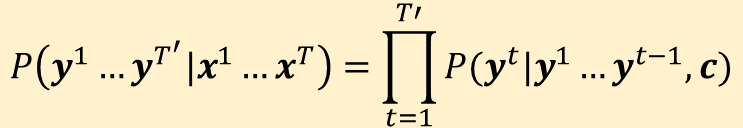 P(y¹ … y^{T′} | x¹ … x^T) = ∏_{t=1}^{T′} P(y^t | y¹ … y^{t−1}, c)